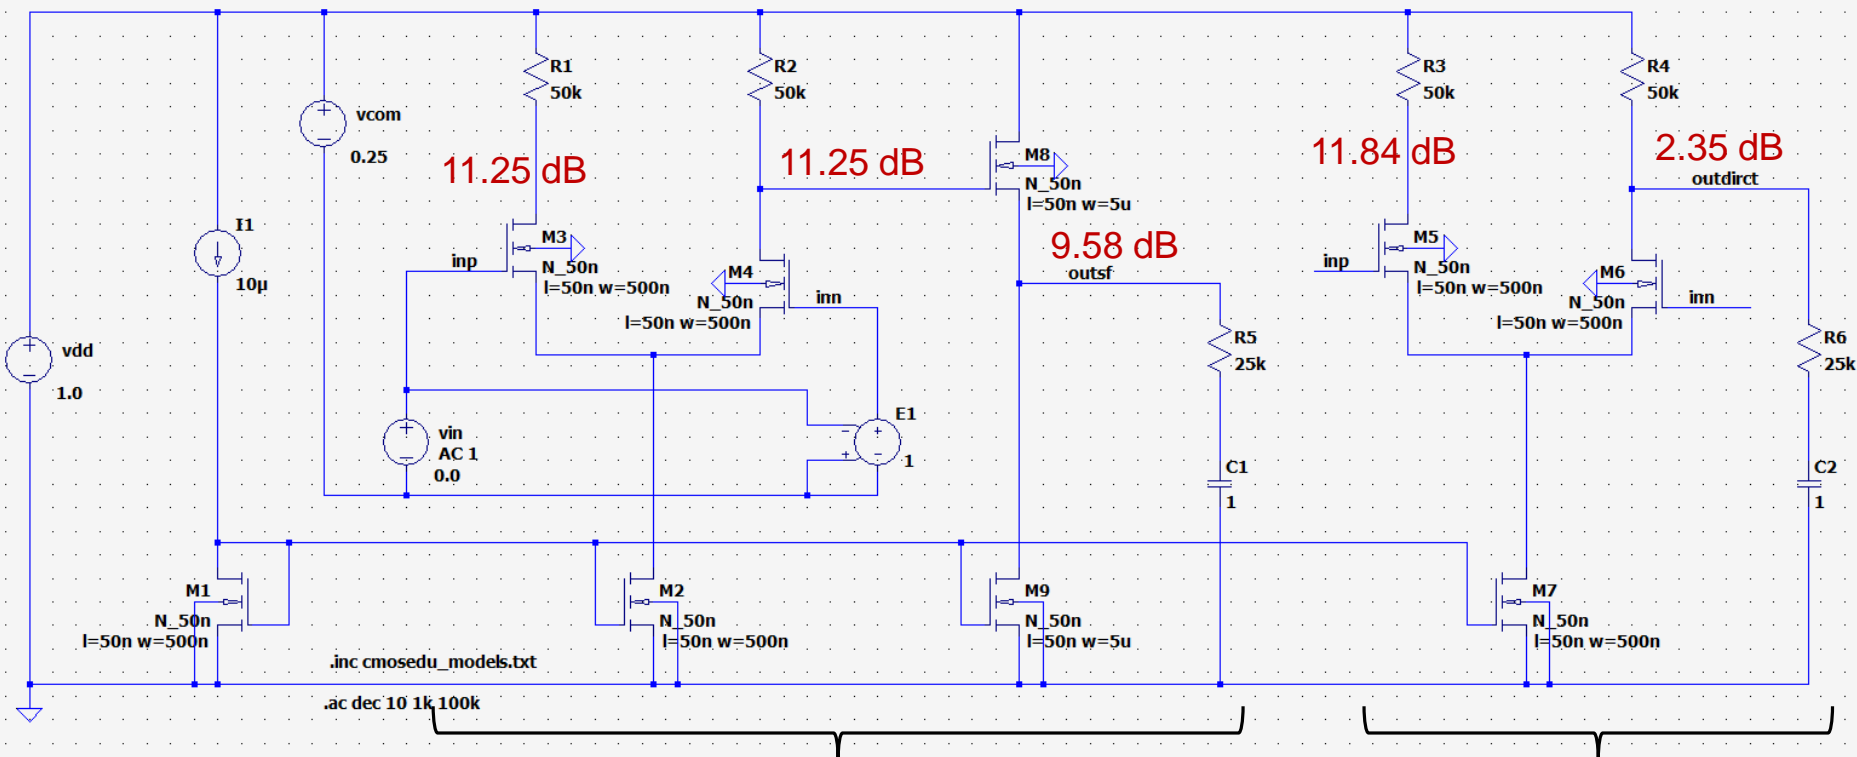 R1
50k
R2
50k
R3
50k
R4
50k
vcom
0.25
11.25 dB
11.25 dB
M8
N_50n
l=50n w=5u
11.84 dB
2.35 dB
outdirct
I1
10µ
M3
N_50n
l=50n w=500n
inp
M4
N_50n
l=50n w=500n
inn
9.58 dB
outsf
M5
N_50n
l=50n w=500n
inp
M6
N_50n
l=50n w=500n
inn
vdd
1.0
R5
25k
R6
25k
vin
AC 1
0.0
E1
1
+
−
+
−
+
−
−
+
+
−
C1
1
C2
1
M1
N_50n
l=50n w=500n
M2
N_50n
l=50n w=500n
M9
N_50n
l=50n w=5u
M7
N_50n
l=50n w=500n
.inc cmosedu_models.txt
.ac dec 10 1k 100k